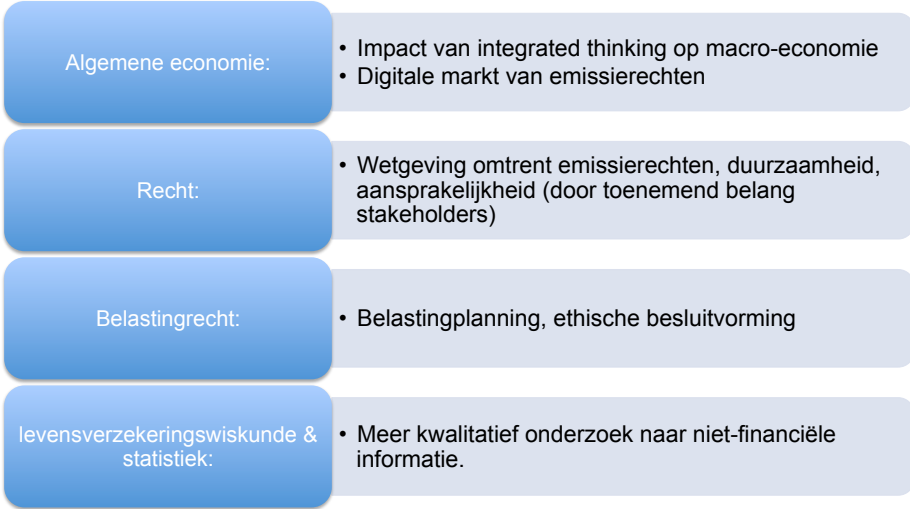 Algemene economie:
• Impact van integrated thinking op macro-economie
• Digitale markt van emissierechten
Recht:
• Wetgeving omtrent emissierechten, duurzaamheid,
aansprakelijkheid (door toenemend belang
stakeholders)
Belastingrecht:
• Belastingplanning, ethische besluitvorming
levensverzekeringswiskunde &
statistiek:
• Meer kwalitatief onderzoek naar niet-financiële
informatie.